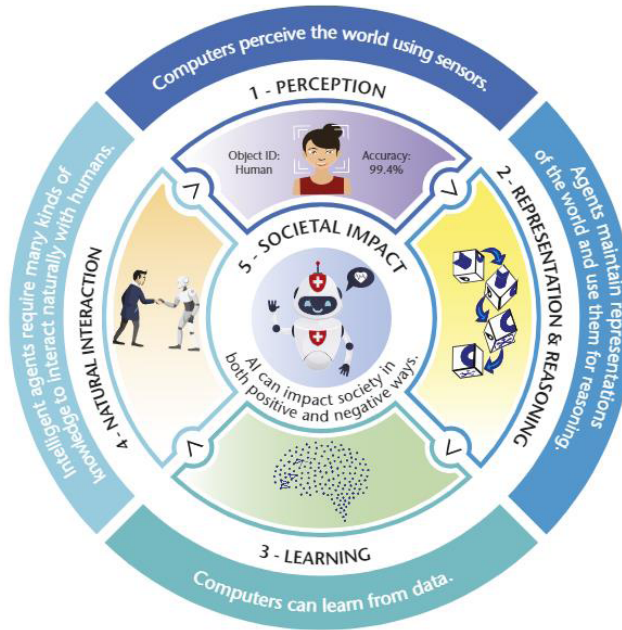 Computers perceive the world using sensors.
1 - PERCEPTION
Object ID:
Human
Accuracy:
99.4%
Agents maintain representations
of the world and use them for reasoning.
2 - REPRESENTATION & REASONING
3 - LEARNING
Computers can learn from data.
Intelligent agents require many kinds of
knowledge to interact naturally with humans.
4 - NATURAL INTERACTION
5 - SOCIETAL IMPACT
AI can impact society in
both positive and negative ways.